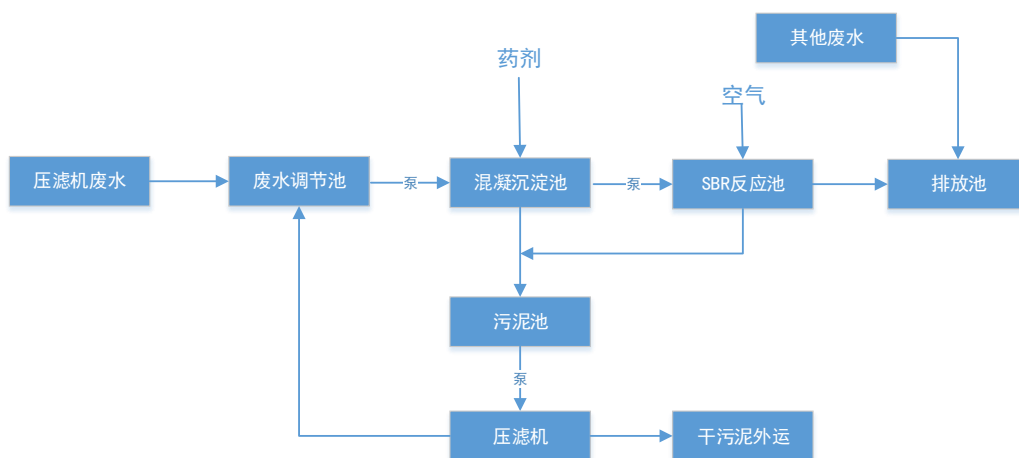 其他废水
药剂
空气
压滤机废水
废水调节池
泵
混凝沉淀池
泵
SBR反应池
排放池
污泥池
泵
压滤机
干污泥外运